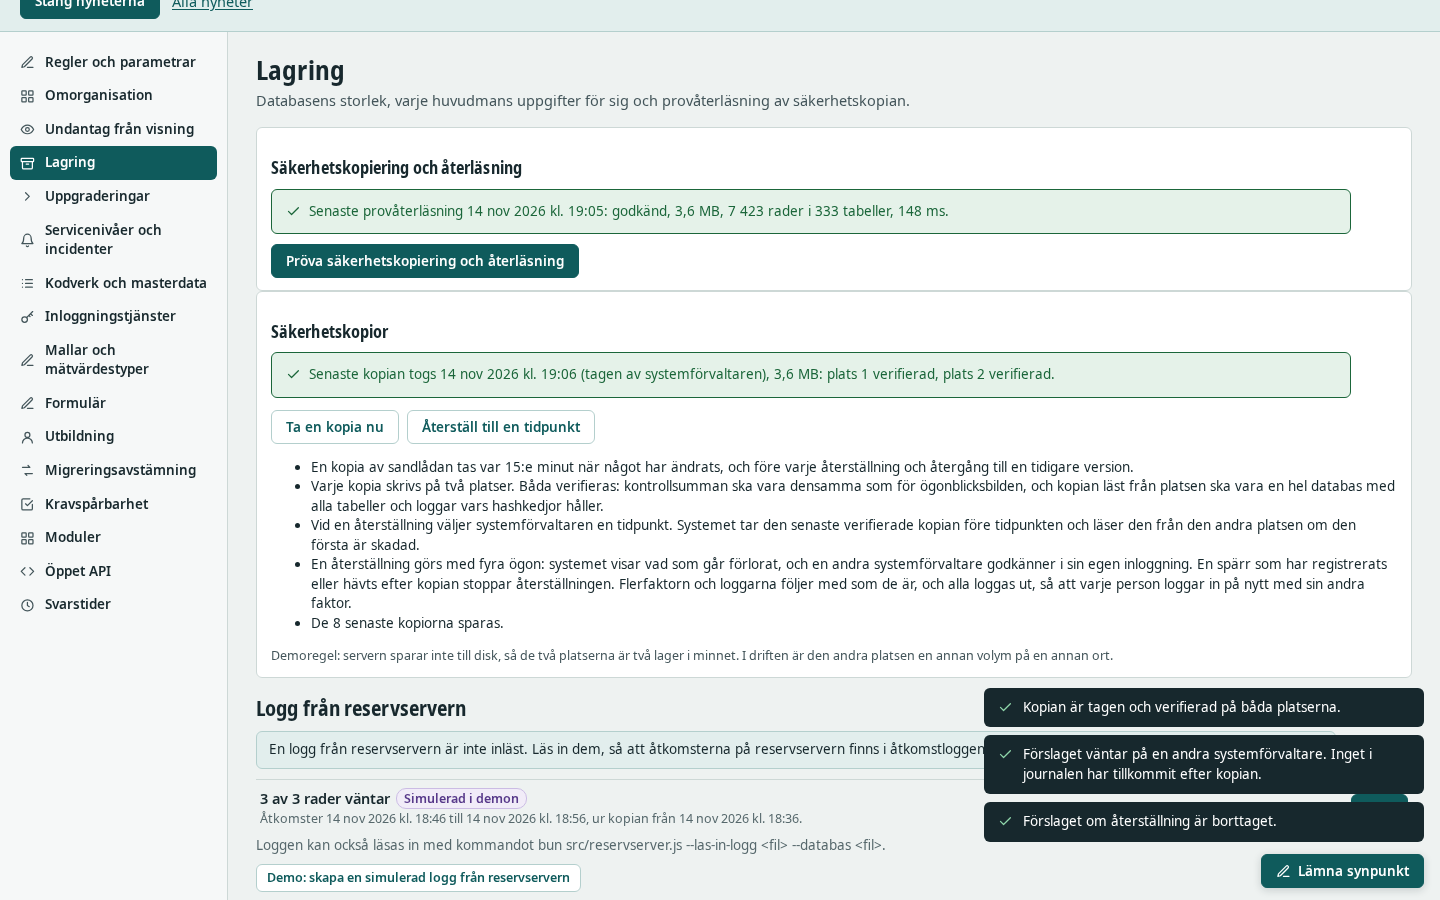 Stäng nyheterna
Alla nyheter
Regler och parametrar
Omorganisation
Undantag från visning
Lagring
Uppgraderingar
Servicenivåer och
incidenter
Kodverk och masterdata
Inloggningstjänster
Mallar och
mätvärdestyper
Formulär
Utbildning
Migreringsavstämning
Kravspårbarhet
Moduler
Öppet API
Svarstider
Lagring
Databasens storlek, varje huvudmans uppgifter för sig och provåterläsning av säkerhetskopian.
Säkerhetskopiering och återläsning
Senaste provåterläsning 14 nov 2026 kl. 19:05: godkänd, 3,6 MB, 7 423 rader i 333 tabeller, 148 ms.
Pröva säkerhetskopiering och återläsning
Säkerhetskopior
Senaste kopian togs 14 nov 2026 kl. 19:06 (tagen av systemförvaltaren), 3,6 MB: plats 1 verifierad, plats 2 verifierad.
Ta en kopia nu
Återställ till en tidpunkt
En kopia av sandlådan tas var 15:e minut när något har ändrats, och före varje återställning och återgång till en tidigare version.
Varje kopia skrivs på två platser. Båda verifieras: kontrollsumman ska vara densamma som för ögonblicksbilden, och kopian läst från platsen ska vara en hel databas med
alla tabeller och loggar vars hashkedjor håller.
Vid en återställning väljer systemförvaltaren en tidpunkt. Systemet tar den senaste verifierade kopian före tidpunkten och läser den från den andra platsen om den
första är skadad.
En återställning görs med fyra ögon: systemet visar vad som går förlorat, och en andra systemförvaltare godkänner i sin egen inloggning. En spärr som har registrerats
eller hävts efter kopian stoppar återställningen. Flerfaktorn och loggarna följer med som de är, och alla loggas ut, så att varje person loggar in på nytt med sin andra
faktor.
De 8 senaste kopiorna sparas.
Demoregel: servern sparar inte till disk, så de två platserna är två lager i minnet. I driften är den andra platsen en annan volym på en annan ort.
Logg från reservservern
En logg från reservservern är inte inläst. Läs in dem, så att åtkomsterna på reservservern finns i åtkomstloggen
3 av 3 rader väntar
Simulerad i demon
Åtkomster 14 nov 2026 kl. 18:46 till 14 nov 2026 kl. 18:56, ur kopian från 14 nov 2026 kl. 18:36.
Loggen kan också läsas in med kommandot bun src/reservserver.js --las-in-logg <fil> --databas <fil>.
Demo: skapa en simulerad logg från reservservern
Kopian är tagen och verifierad på båda platserna.
Förslaget väntar på en andra systemförvaltare. Inget i
journalen har tillkommit efter kopian.
Förslaget om återställning är borttaget.
Lämna synpunkt